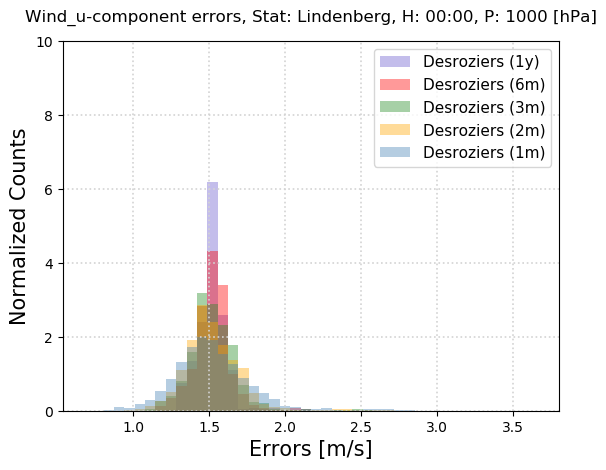 Wind_u-component errors, Stat: Lindenberg, H: 00:00, P: 1000 [hPa]
10
8
6
4
2
0
Normalized Counts
Desroziers (1y)
Desroziers (6m)
Desroziers (3m)
Desroziers (2m)
Desroziers (1m)
1.0 1.5 2.0 2.5 3.0 3.5
Errors [m/s]